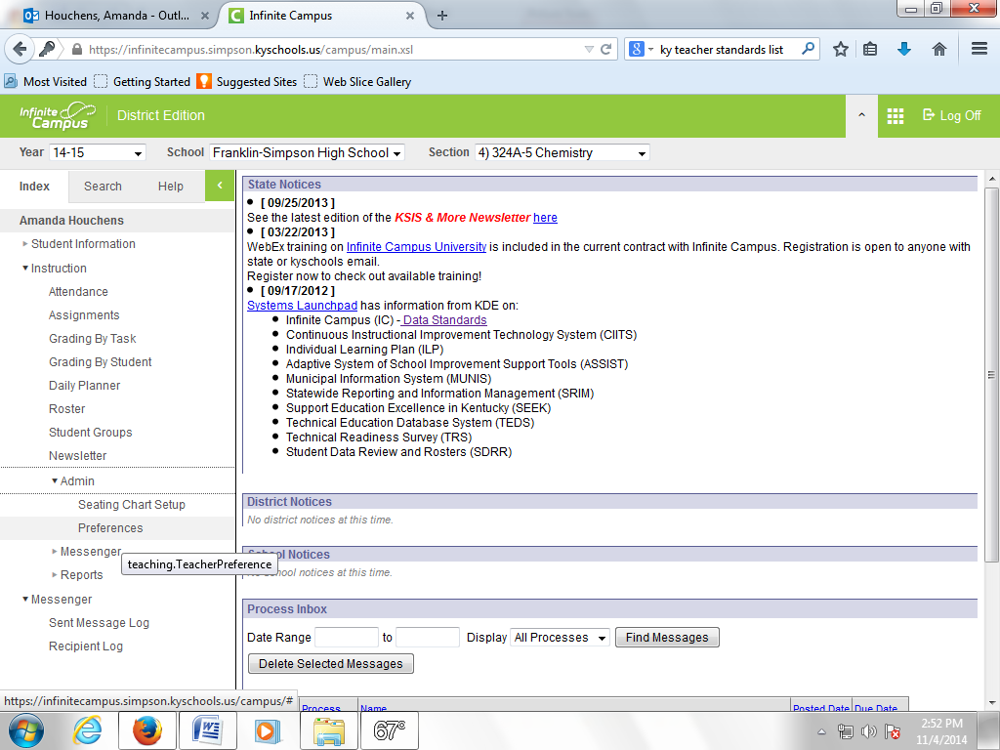 Houchens, Amanda - Outl...
Infinite Campus
https://infinitecampus.simpson.kyschools.us/campus/main.xsl
ky teacher standards list
Most Visited Getting Started Suggested Sites Web Slice Gallery
Infinite Campus District Edition Log Off
Year 14-15 School Franklin-Simpson High School Section 4) 324A-5 Chemistry
Index Search Help
Amanda Houchens
Student Information
Instruction
Attendance
Assignments
Grading By Task
Grading By Student
Daily Planner
Roster
Student Groups
Newsletter
Admin
Seating Chart Setup
Preferences
Messenger
teaching.TeacherPreference
Reports
Messenger
Sent Message Log
Recipient Log
State Notices
[ 09/25/2013 ]
See the latest edition of the KSIS & More Newsletter here
[ 03/22/2013 ]
WebEx training on Infinite Campus University is included in the current contract with Infinite Campus. Registration is open to anyone with
state or kyschools email.
Register now to check out available training!
[ 09/17/2012 ]
Systems Launchpad has information from KDE on:
Infinite Campus (IC) - Data Standards
Continuous Instructional Improvement Technology System (CIITS)
Individual Learning Plan (ILP)
Adaptive System of School Improvement Support Tools (ASSIST)
Municipal Information System (MUNIS)
Statewide Reporting and Information Management (SRIM)
Support Education Excellence in Kentucky (SEEK)
Technical Education Database System (TEDS)
Technical Readiness Survey (TRS)
Student Data Review and Rosters (SDRR)
District Notices
No district notices at this time.
School Notices
No school notices at this time.
Process Inbox
Date Range to Display All Processes Find Messages
Delete Selected Messages
Process Name Posted Date Due Date
https://infinitecampus.simpson.kyschools.us/campus/#
67°
2:52 PM
11/4/2014